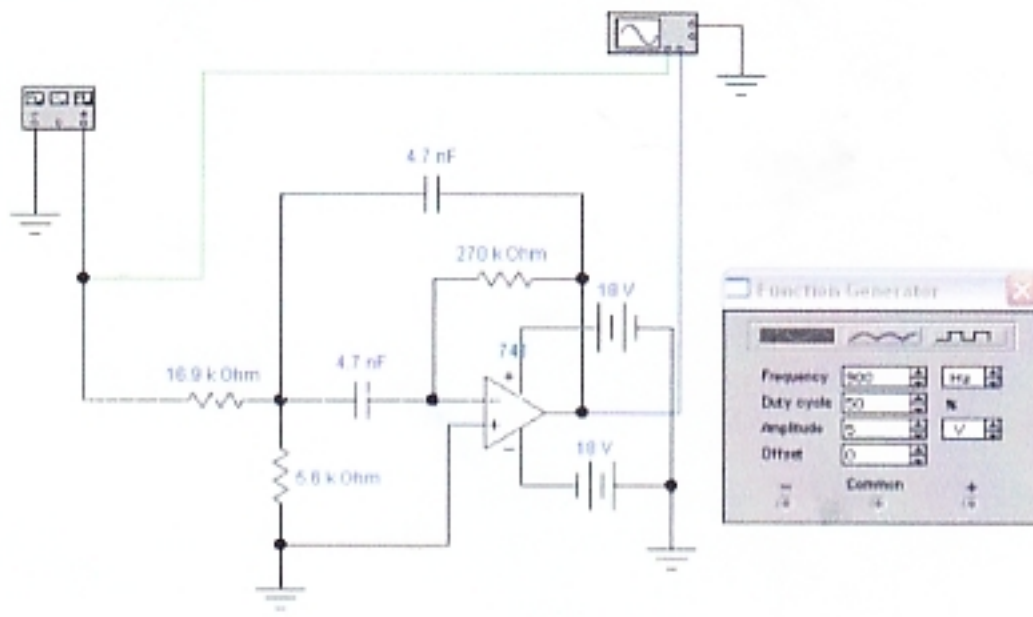 4.7 nF
270 k Ohm
18 V
741
16.9 k Ohm
4.7 nF
18 V
5.6 k Ohm
Function Generator
Frequency 900 Hz
Duty cycle 50 %
Amplitude 5 V
Offset 0
Common
- +